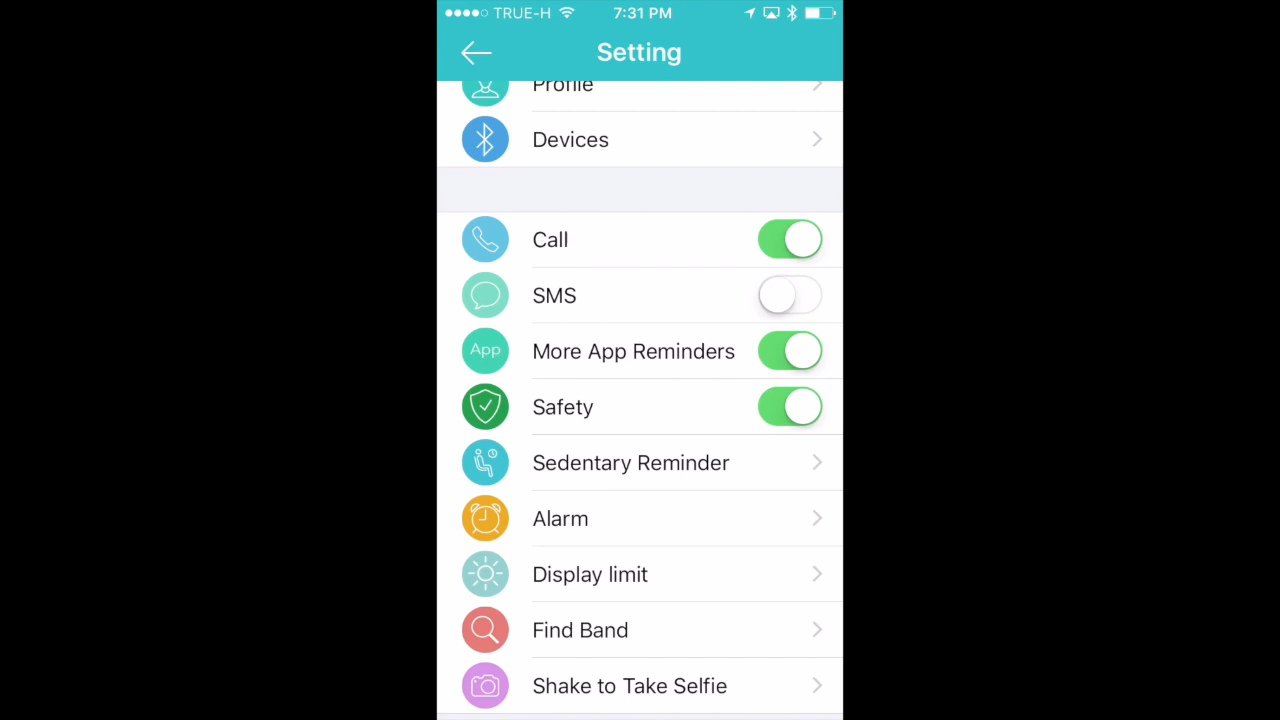 TRUE-H 7:31 PM
Setting
Profile
Devices
Call
SMS
App More App Reminders
Safety
Sedentary Reminder
Alarm
Display limit
Find Band
Shake to Take Selfie